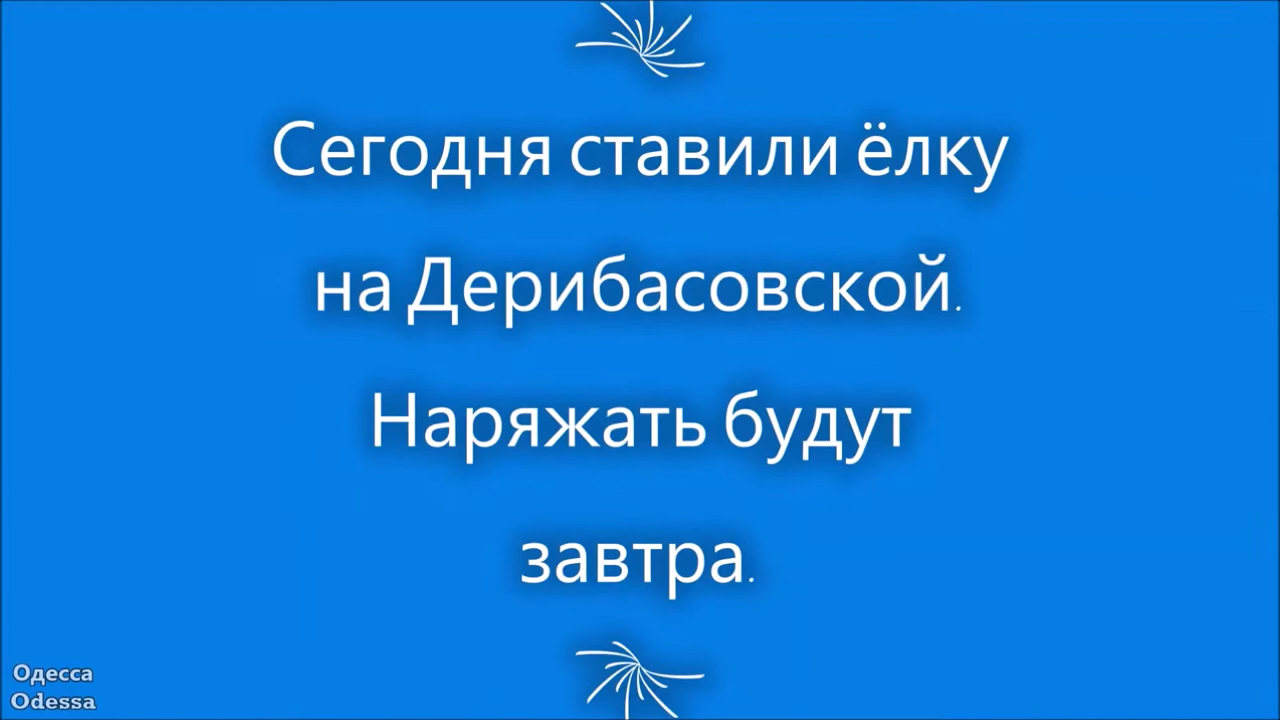 Сегодня ставили ёлку
на Дерибасовской.
Наряжать будут
завтра.
Одесса
Odessa